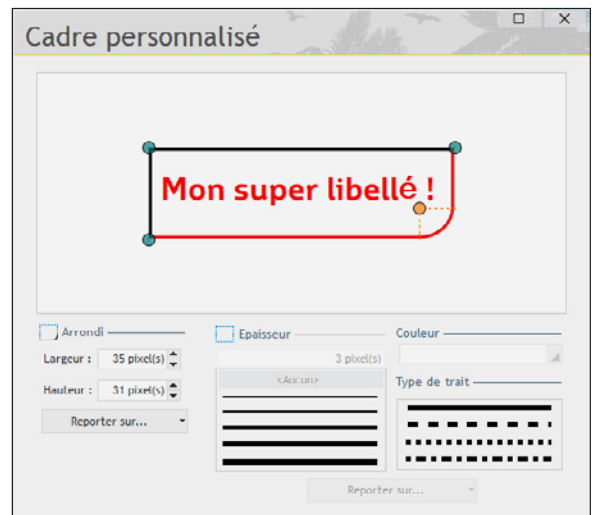 Cadre personnalisé
Mon super libellé !
Arrondi
Largeur : 35 pixel(s)
Hauteur : 31 pixel(s)
Reporter sur...
Epaisseur
3 pixel(s)
<Aucun>
Couleur
Type de trait
Reporter sur...